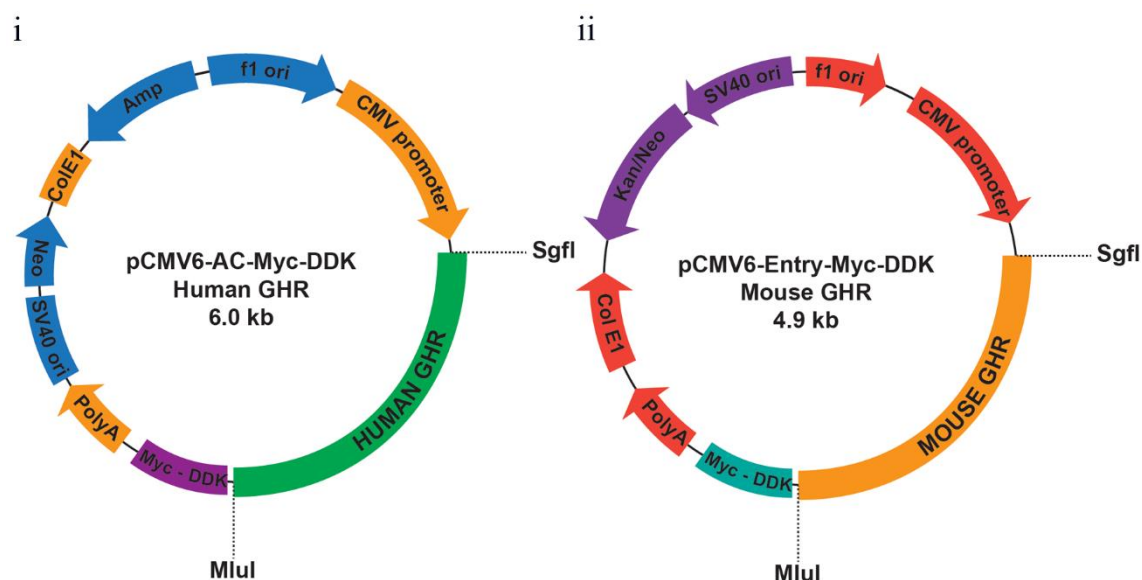 i
f1 ori
CMV promoter
SgfI
HUMAN GHR
MluI
Myc - DDK
PolyA
SV40 ori
Neo
ColE1
Amp
pCMV6-AC-Myc-DDK
Human GHR
6.0 kb
ii
f1 ori
CMV promoter
SgfI
MOUSE GHR
MluI
Myc - DDK
PolyA
Col E1
Kan/Neo
SV40 ori
pCMV6-Entry-Myc-DDK
Mouse GHR
4.9 kb